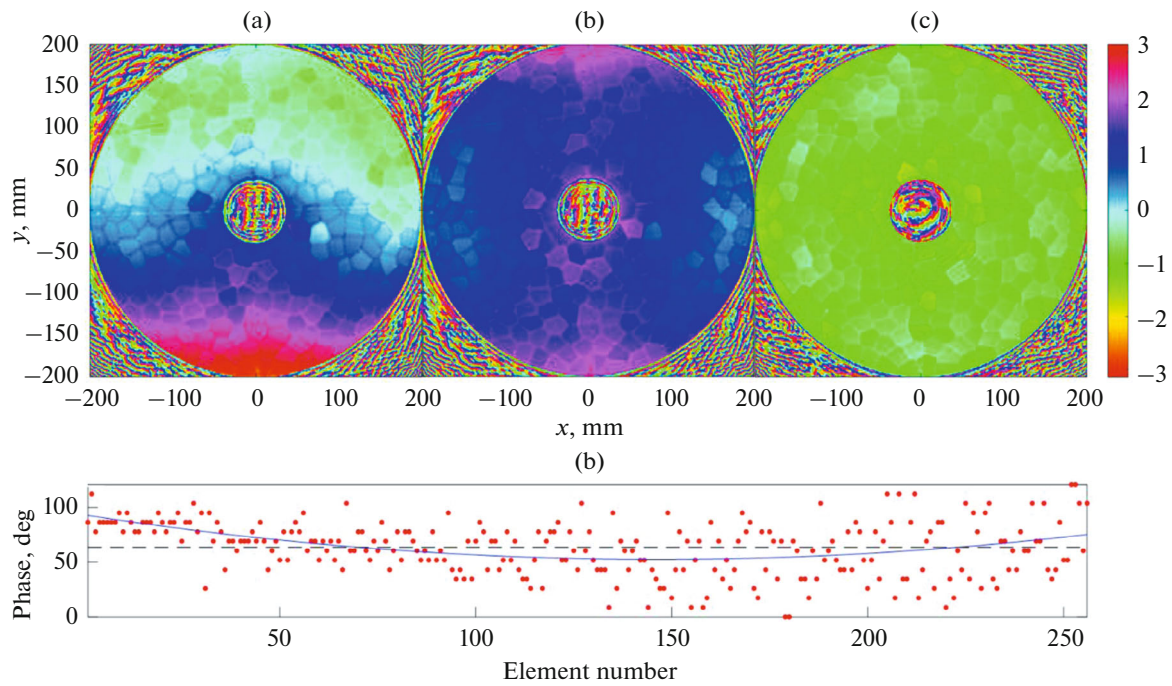 (a) (b) (c)
200 3
150 2
100
50 1
0 0
−50 −1
−100
−2
−150
−200 −3
−200 −100 0 100 −100 0 100 −100 0 100 200
y, mm
x, mm
(b)
Phase, deg
100
50
0
50 100 150 200 250
Element number